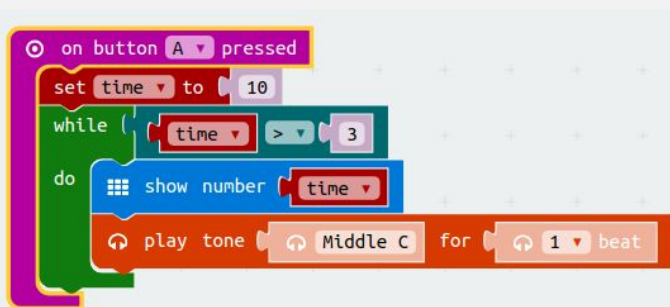 on button A pressed
set time to 10
while time > 3
do show number time
play tone Middle C for 1 beat